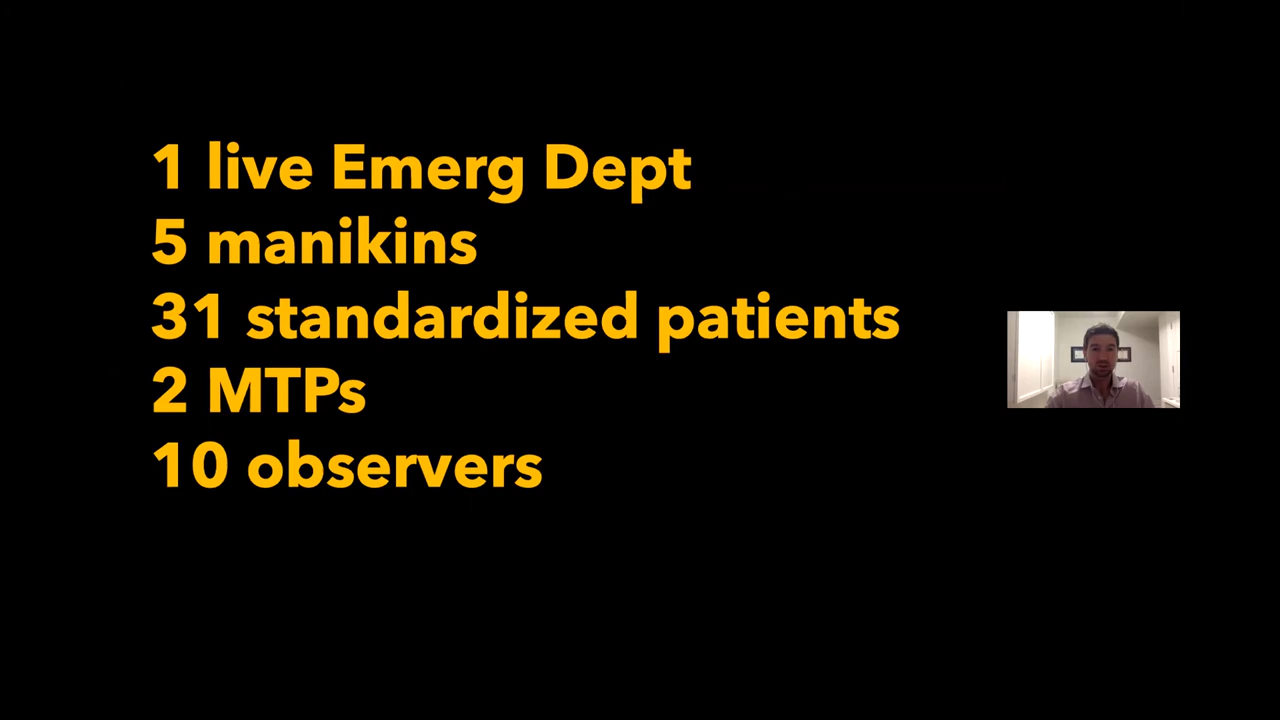 1 live Emerg Dept
5 manikins
31 standardized patients
2 MTPs
10 observers